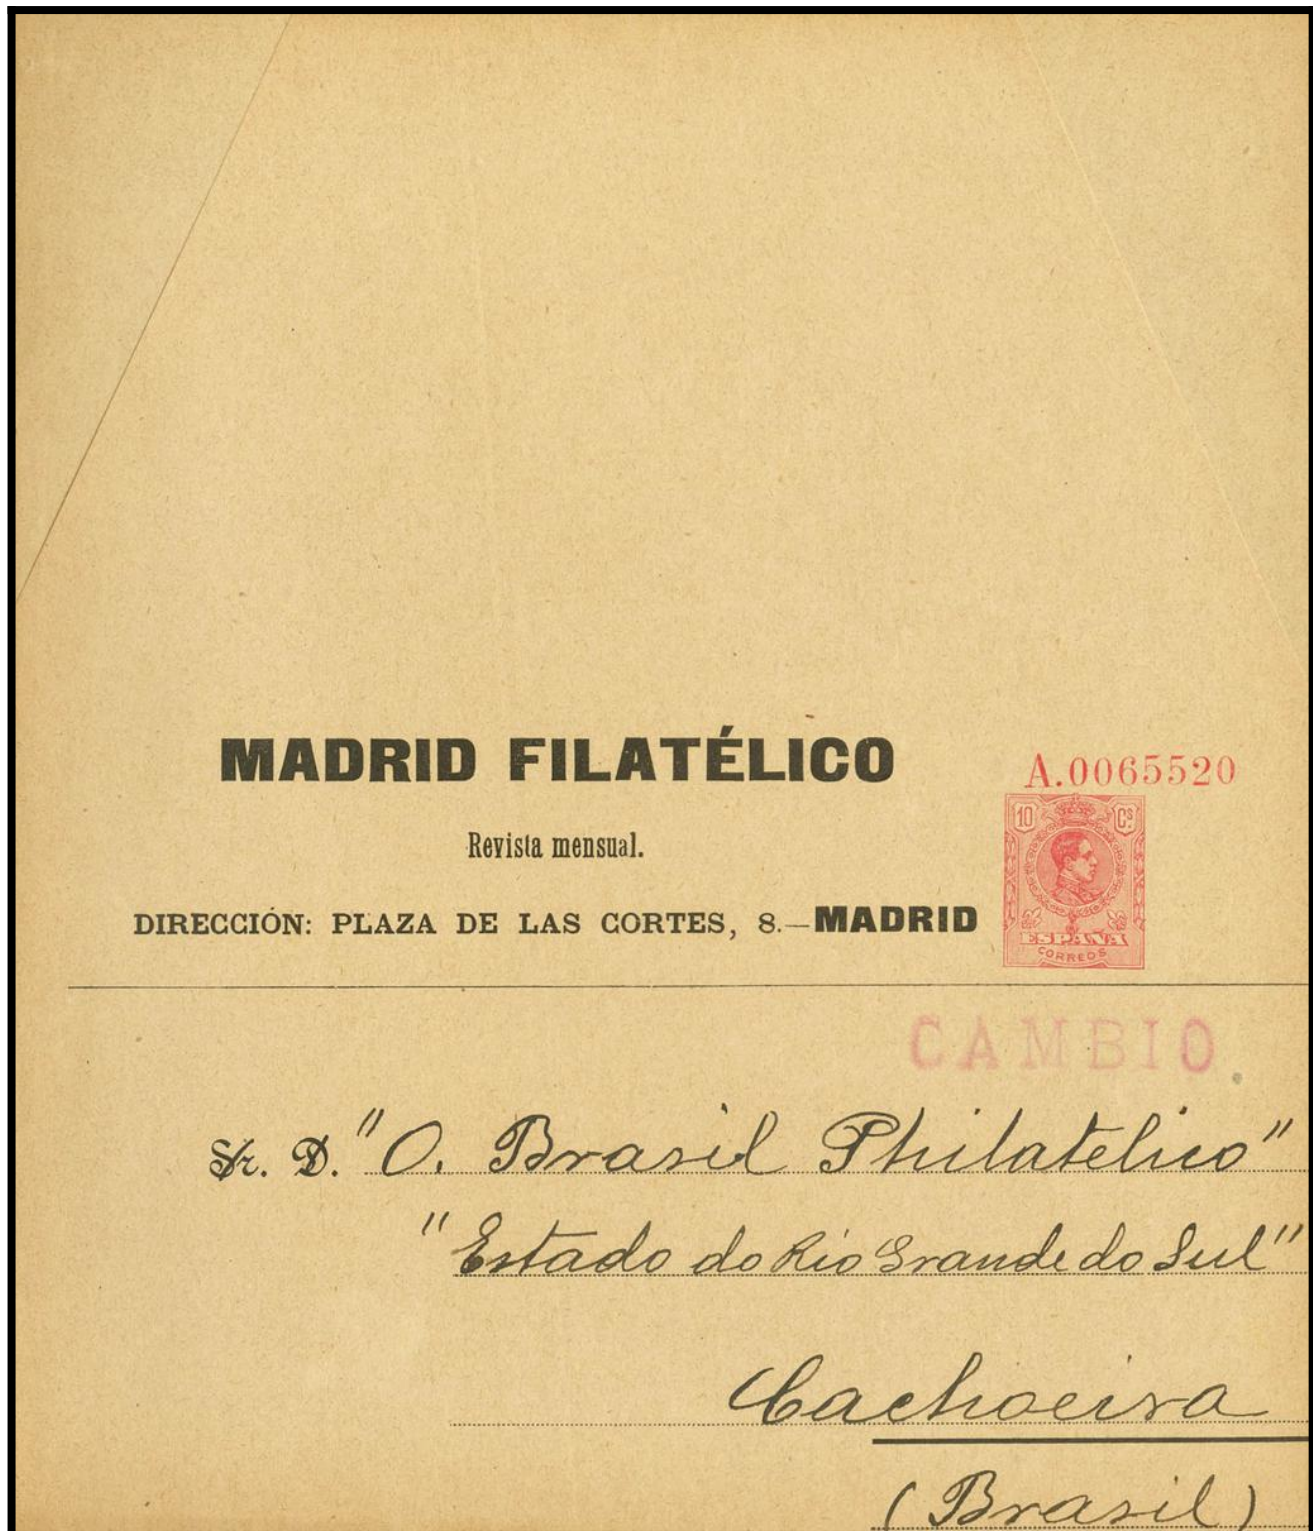 MADRID FILATÉLICO
A.0065520
Revista mensual.
10 Cs
DIRECCIÓN: PLAZA DE LAS CORTES, 8.—MADRID
ESPAÑA
CORREOS
CAMBIO
Sr. D. "O. Brasil Philatelico"
"Estado do Rio Grande do Sul"
Cachoeira
(Brasil)